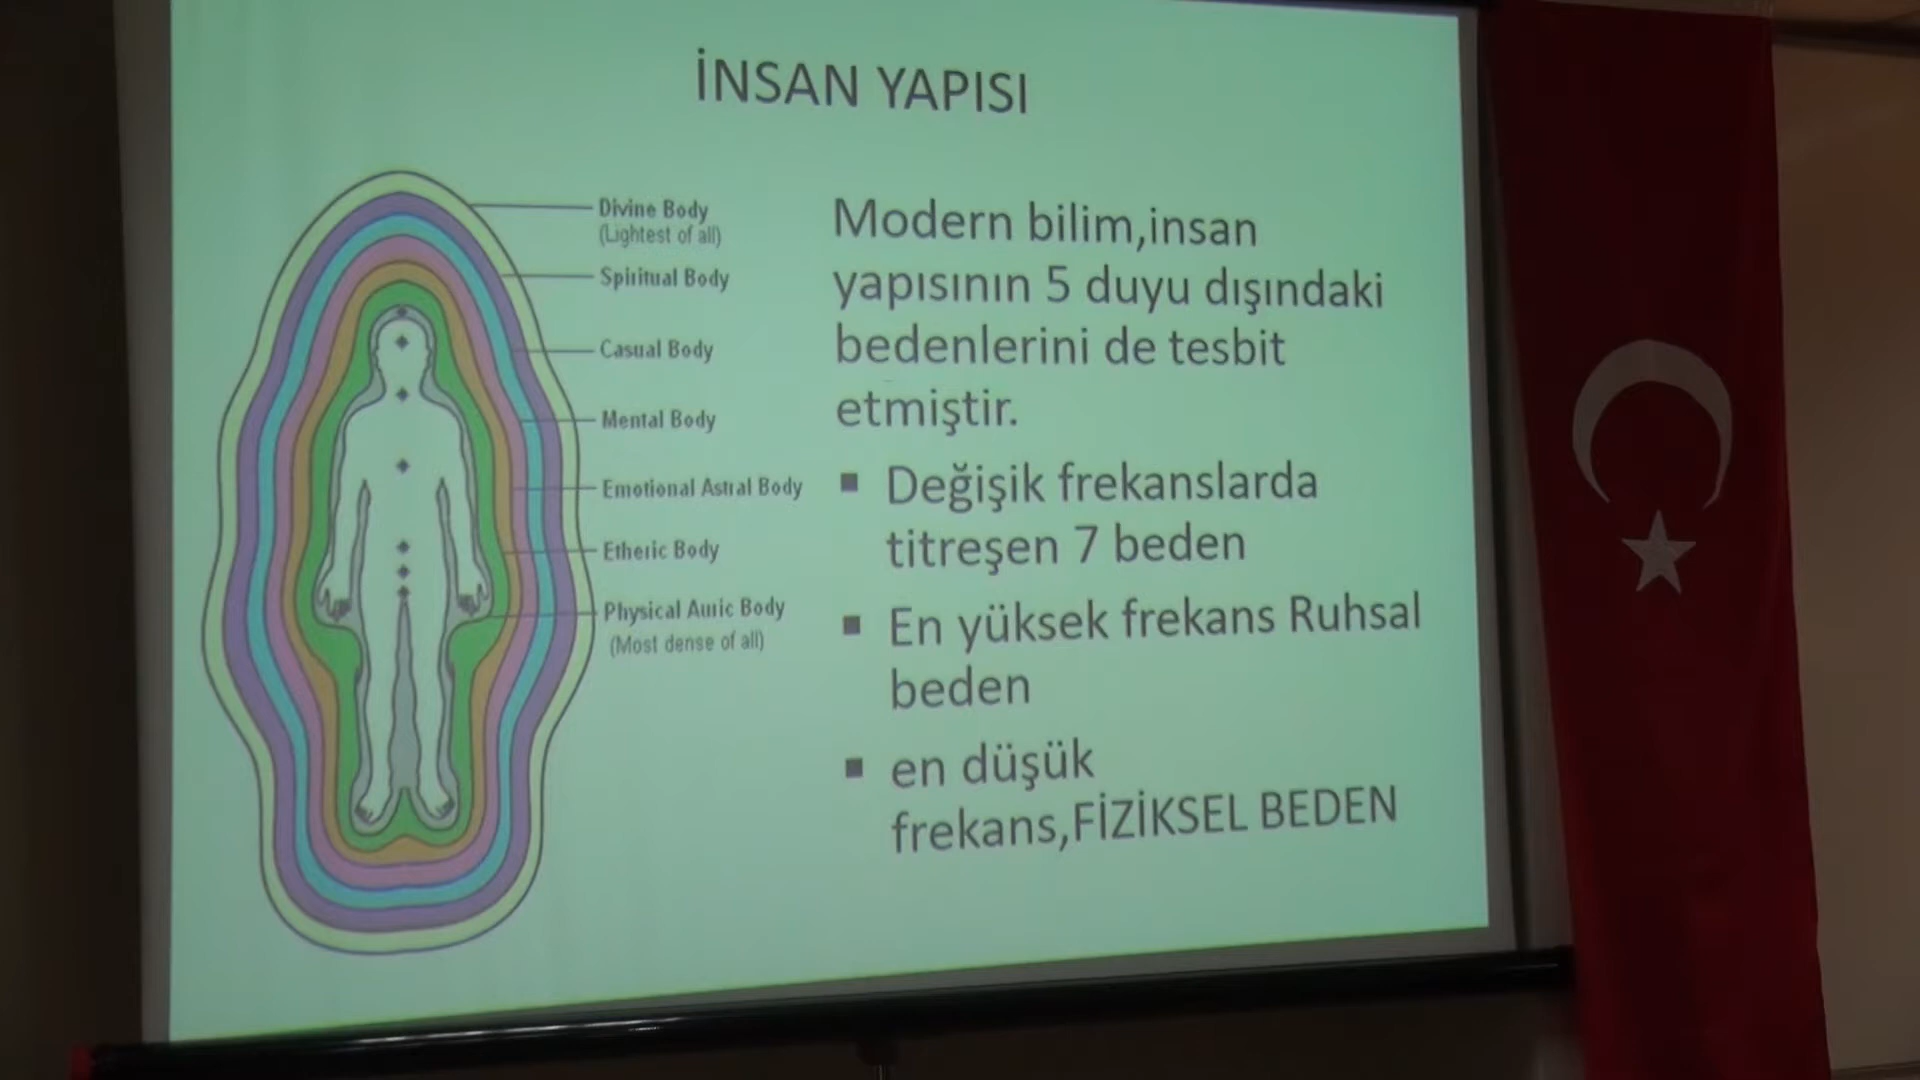 İNSAN YAPISI
Divine Body
(Lightest of all)
Spiritual Body
Casual Body
Mental Body
Emotional Astral Body
Etheric Body
Physical Auric Body
(Most dense of all)
Modern bilim,insan
yapısının 5 duyu dışındaki
bedenlerini de tesbit
etmiştir.
▪ Değişik frekanslarda
titreşen 7 beden
▪ En yüksek frekans Ruhsal
beden
▪ en düşük
frekans,FİZİKSEL BEDEN